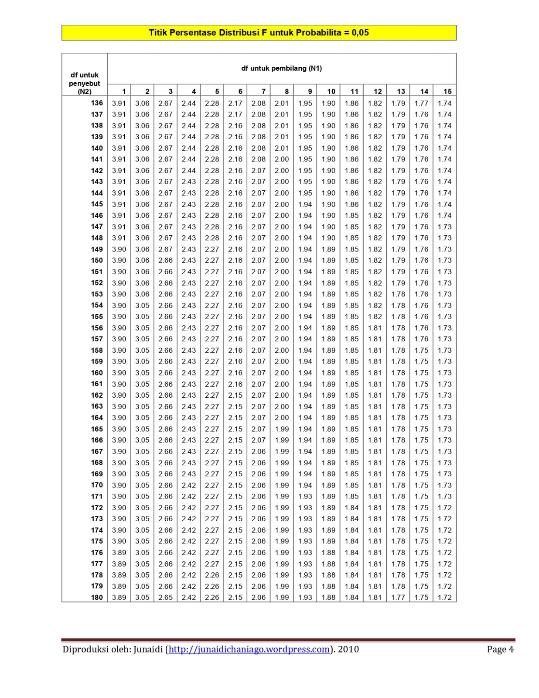 Titik Persentase Distribusi F untuk Probabilita = 0,05
df untuk penyebut (N2)
df untuk pembilang (N1)
1 2 3 4 5 6 7 8 9 10 11 12 13 14 15
136 3.91 3.06 2.67 2.44 2.28 2.17 2.08 2.01 1.95 1.90 1.86 1.82 1.79 1.77 1.74
137 3.91 3.06 2.67 2.44 2.28 2.16 2.08 2.01 1.95 1.90 1.86 1.82 1.79 1.76 1.74
138 3.91 3.06 2.67 2.44 2.28 2.16 2.08 2.01 1.95 1.90 1.86 1.82 1.79 1.76 1.74
139 3.91 3.06 2.67 2.44 2.28 2.16 2.08 2.01 1.95 1.90 1.86 1.82 1.79 1.76 1.74
140 3.91 3.06 2.67 2.44 2.28 2.16 2.08 2.01 1.95 1.90 1.86 1.82 1.79 1.76 1.74
141 3.91 3.06 2.67 2.44 2.28 2.16 2.08 2.00 1.95 1.90 1.86 1.82 1.79 1.76 1.74
142 3.91 3.06 2.67 2.44 2.28 2.16 2.07 2.00 1.95 1.90 1.86 1.82 1.79 1.76 1.74
143 3.91 3.06 2.67 2.43 2.28 2.16 2.07 2.00 1.95 1.90 1.86 1.82 1.79 1.76 1.74
144 3.91 3.06 2.67 2.43 2.28 2.16 2.07 2.00 1.95 1.90 1.86 1.82 1.79 1.76 1.74
145 3.91 3.06 2.67 2.43 2.28 2.16 2.07 2.00 1.94 1.90 1.86 1.82 1.79 1.76 1.74
146 3.91 3.06 2.67 2.43 2.28 2.16 2.07 2.00 1.94 1.90 1.85 1.82 1.79 1.76 1.74
147 3.91 3.06 2.67 2.43 2.28 2.16 2.07 2.00 1.94 1.90 1.85 1.82 1.79 1.76 1.73
148 3.91 3.06 2.67 2.43 2.28 2.16 2.07 2.00 1.94 1.90 1.85 1.82 1.79 1.76 1.73
149 3.90 3.06 2.67 2.43 2.27 2.16 2.07 2.00 1.94 1.89 1.85 1.82 1.79 1.76 1.73
150 3.90 3.06 2.66 2.43 2.27 2.16 2.07 2.00 1.94 1.89 1.85 1.82 1.79 1.76 1.73
151 3.90 3.06 2.66 2.43 2.27 2.16 2.07 2.00 1.94 1.89 1.85 1.82 1.79 1.76 1.73
152 3.90 3.06 2.66 2.43 2.27 2.16 2.07 2.00 1.94 1.89 1.85 1.82 1.79 1.76 1.73
153 3.90 3.06 2.66 2.43 2.27 2.16 2.07 2.00 1.94 1.89 1.85 1.82 1.78 1.76 1.73
154 3.90 3.05 2.66 2.43 2.27 2.16 2.07 2.00 1.94 1.89 1.85 1.82 1.78 1.76 1.73
155 3.90 3.05 2.66 2.43 2.27 2.16 2.07 2.00 1.94 1.89 1.85 1.82 1.78 1.76 1.73
156 3.90 3.05 2.66 2.43 2.27 2.16 2.07 2.00 1.94 1.89 1.85 1.81 1.78 1.76 1.73
157 3.90 3.05 2.66 2.43 2.27 2.16 2.07 2.00 1.94 1.89 1.85 1.81 1.78 1.76 1.73
158 3.90 3.05 2.66 2.43 2.27 2.16 2.07 2.00 1.94 1.89 1.85 1.81 1.78 1.75 1.73
159 3.90 3.05 2.66 2.43 2.27 2.16 2.07 2.00 1.94 1.89 1.85 1.81 1.78 1.75 1.73
160 3.90 3.05 2.66 2.43 2.27 2.16 2.07 2.00 1.94 1.89 1.85 1.81 1.78 1.75 1.73
161 3.90 3.05 2.66 2.43 2.27 2.16 2.07 2.00 1.94 1.89 1.85 1.81 1.78 1.75 1.73
162 3.90 3.05 2.66 2.43 2.27 2.15 2.07 2.00 1.94 1.89 1.85 1.81 1.78 1.75 1.73
163 3.90 3.05 2.66 2.43 2.27 2.15 2.07 2.00 1.94 1.89 1.85 1.81 1.78 1.75 1.73
164 3.90 3.05 2.66 2.43 2.27 2.15 2.07 2.00 1.94 1.89 1.85 1.81 1.78 1.75 1.73
165 3.90 3.05 2.66 2.43 2.27 2.15 2.07 1.99 1.94 1.89 1.85 1.81 1.78 1.75 1.73
166 3.90 3.05 2.66 2.43 2.27 2.15 2.07 1.99 1.94 1.89 1.85 1.81 1.78 1.75 1.73
167 3.90 3.05 2.66 2.43 2.27 2.15 2.06 1.99 1.94 1.89 1.85 1.81 1.78 1.75 1.73
168 3.90 3.05 2.66 2.43 2.27 2.15 2.06 1.99 1.94 1.89 1.85 1.81 1.78 1.75 1.73
169 3.90 3.05 2.66 2.43 2.27 2.15 2.06 1.99 1.94 1.89 1.85 1.81 1.78 1.75 1.73
170 3.90 3.05 2.66 2.42 2.27 2.15 2.06 1.99 1.94 1.89 1.85 1.81 1.78 1.75 1.73
171 3.90 3.05 2.66 2.42 2.27 2.15 2.06 1.99 1.93 1.89 1.85 1.81 1.78 1.75 1.73
172 3.90 3.05 2.66 2.42 2.27 2.15 2.06 1.99 1.93 1.89 1.84 1.81 1.78 1.75 1.72
173 3.90 3.05 2.66 2.42 2.27 2.15 2.06 1.99 1.93 1.89 1.84 1.81 1.78 1.75 1.72
174 3.90 3.05 2.66 2.42 2.27 2.15 2.06 1.99 1.93 1.89 1.84 1.81 1.78 1.75 1.72
175 3.90 3.05 2.66 2.42 2.27 2.15 2.06 1.99 1.93 1.89 1.84 1.81 1.78 1.75 1.72
176 3.89 3.05 2.66 2.42 2.27 2.15 2.06 1.99 1.93 1.88 1.84 1.81 1.78 1.75 1.72
177 3.89 3.05 2.66 2.42 2.27 2.15 2.06 1.99 1.93 1.88 1.84 1.81 1.78 1.75 1.72
178 3.89 3.05 2.66 2.42 2.26 2.15 2.06 1.99 1.93 1.88 1.84 1.81 1.78 1.75 1.72
179 3.89 3.05 2.66 2.42 2.26 2.15 2.06 1.99 1.93 1.88 1.84 1.81 1.78 1.75 1.72
180 3.89 3.05 2.65 2.42 2.26 2.15 2.06 1.99 1.93 1.88 1.84 1.81 1.77 1.75 1.72
Diproduksi oleh: Junaidi (http://junaidichaniago.wordpress.com). 2010
Page 4